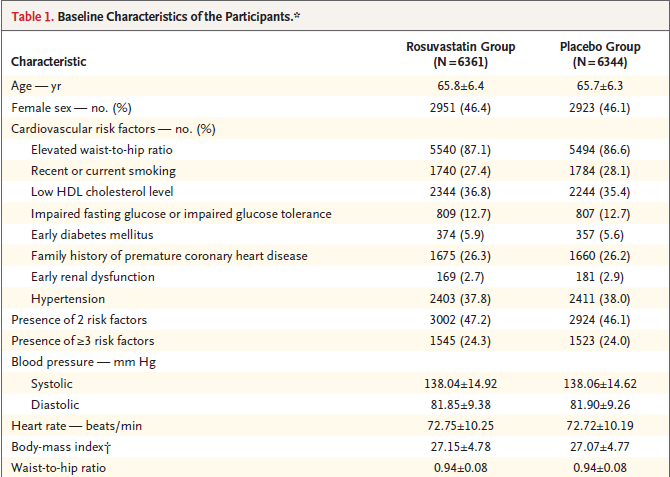 Table 1. Baseline Characteristics of the Participants.*
Characteristic Rosuvastatin Group (N=6361) Placebo Group (N=6344)
Age — yr 65.8±6.4 65.7±6.3
Female sex — no. (%) 2951 (46.4) 2923 (46.1)
Cardiovascular risk factors — no. (%)
Elevated waist-to-hip ratio 5540 (87.1) 5494 (86.6)
Recent or current smoking 1740 (27.4) 1784 (28.1)
Low HDL cholesterol level 2344 (36.8) 2244 (35.4)
Impaired fasting glucose or impaired glucose tolerance 809 (12.7) 807 (12.7)
Early diabetes mellitus 374 (5.9) 357 (5.6)
Family history of premature coronary heart disease 1675 (26.3) 1660 (26.2)
Early renal dysfunction 169 (2.7) 181 (2.9)
Hypertension 2403 (37.8) 2411 (38.0)
Presence of 2 risk factors 3002 (47.2) 2924 (46.1)
Presence of ≥3 risk factors 1545 (24.3) 1523 (24.0)
Blood pressure — mm Hg
Systolic 138.04±14.92 138.06±14.62
Diastolic 81.85±9.38 81.90±9.26
Heart rate — beats/min 72.75±10.25 72.72±10.19
Body-mass index† 27.15±4.78 27.07±4.77
Waist-to-hip ratio 0.94±0.08 0.94±0.08